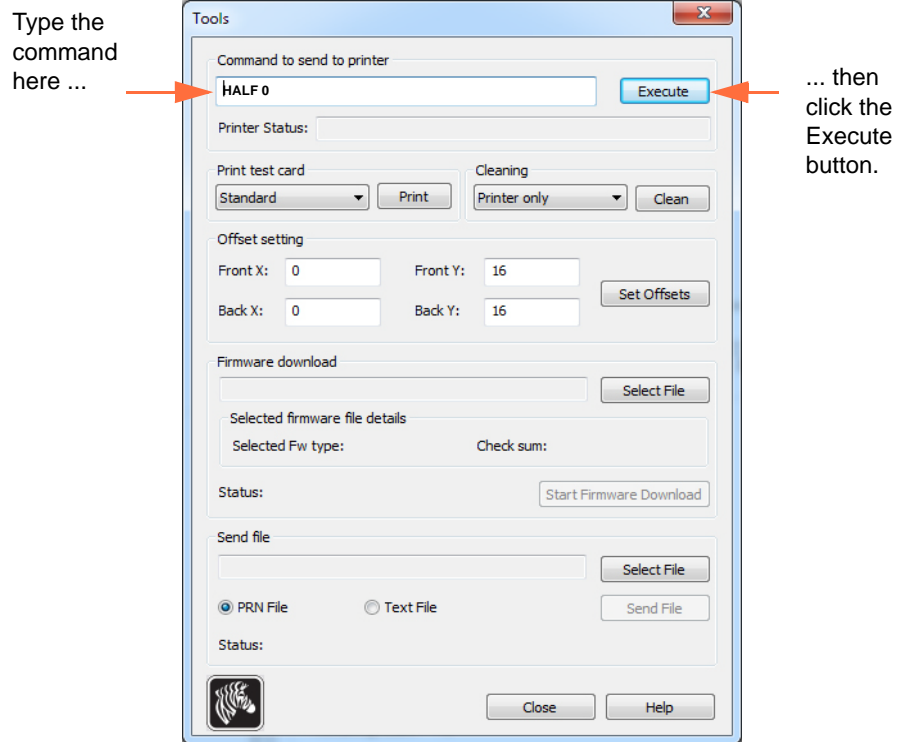 Type the
command
here ...
Tools
Command to send to printer
HALF 0
Execute
... then
click the
Execute
button.
Printer Status:
Print test card
Standard
Print
Cleaning
Printer only
Clean
Offset setting
Front X: 0 Front Y: 16
Back X: 0 Back Y: 16
Set Offsets
Firmware download
Select File
Selected firmware file details
Selected Fw type: Check sum:
Status:
Start Firmware Download
Send file
Select File
PRN File Text File
Send File
Status:
Close Help